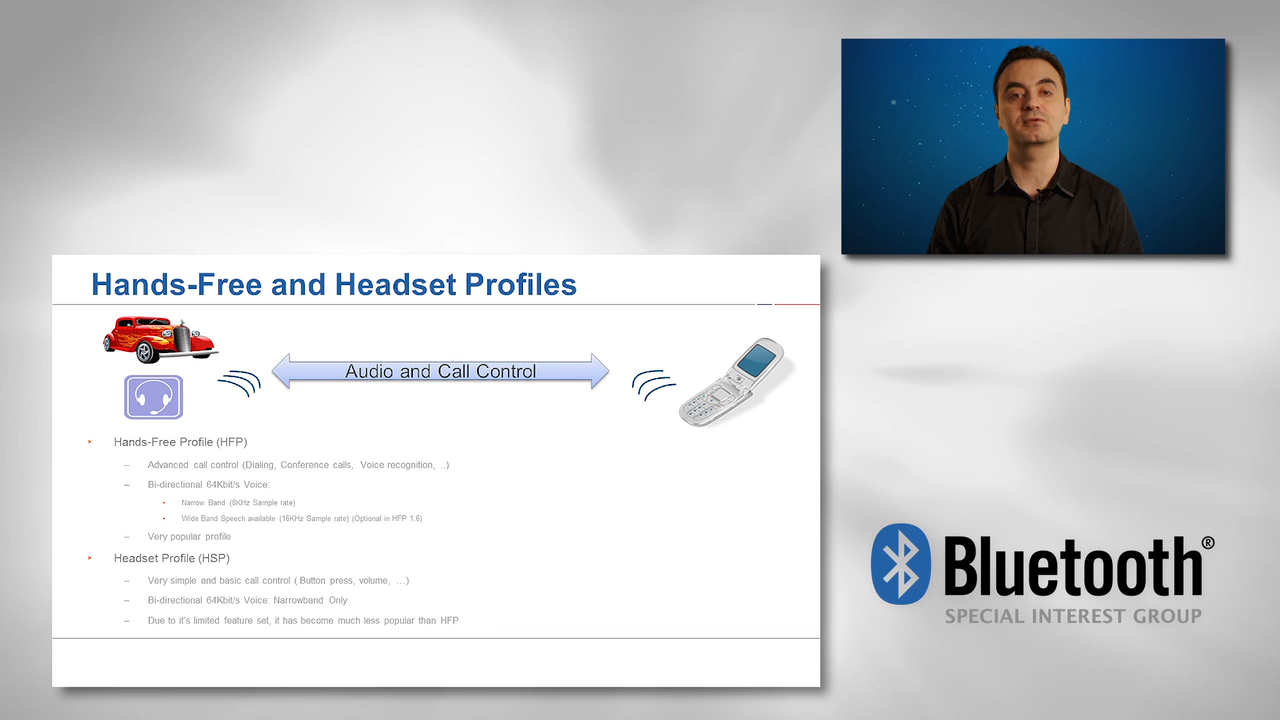 Hands-Free and Headset Profiles
Audio and Call Control
Hands-Free Profile (HFP)
– Advanced call control (Dialing, Conference calls, Voice recognition, ..)
– Bi-directional 64Kbit/s Voice:
• Narrow Band (8KHz Sample rate)
• Wide Band Speech available (16KHz Sample rate) (Optional in HFP 1.6)
– Very popular profile
Headset Profile (HSP)
– Very simple and basic call control ( Button press, volume, …)
– Bi-directional 64Kbit/s Voice: Narrowband Only
– Due to it's limited feature set, it has become much less popular than HFP
Bluetooth®
SPECIAL INTEREST GROUP